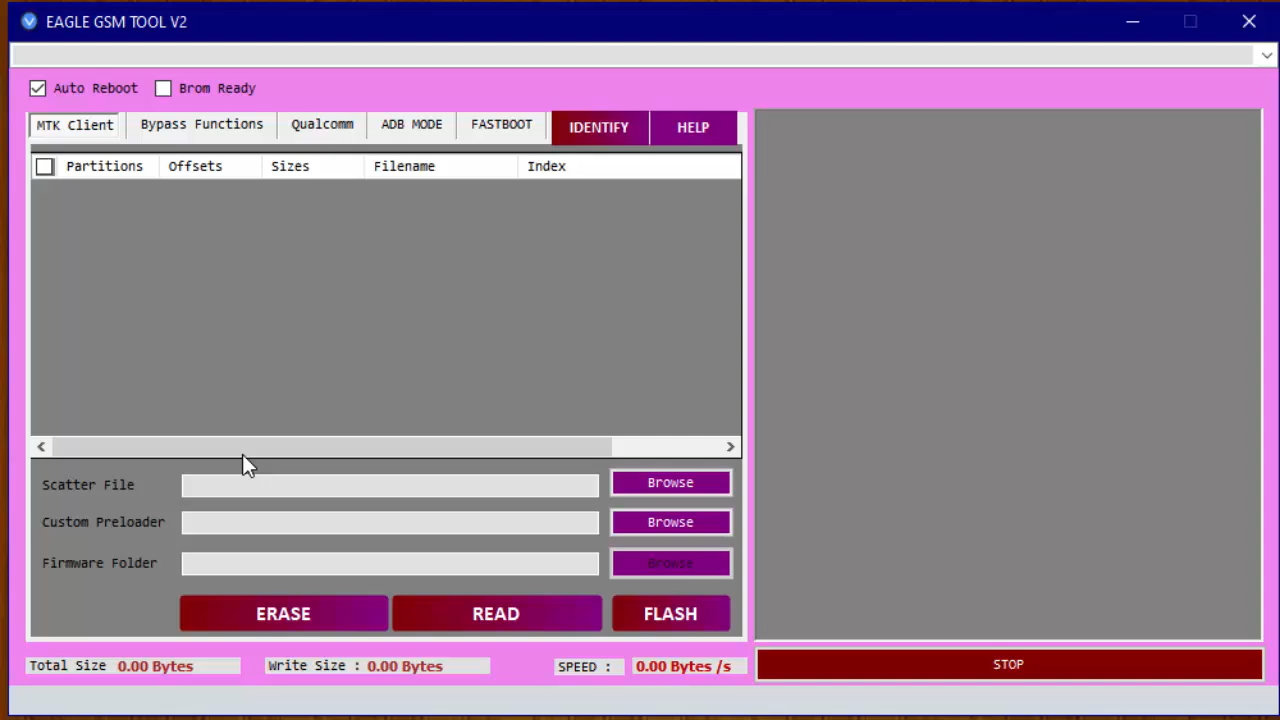 EAGLE GSM TOOL V2
Auto Reboot Brom Ready
MTK Client Bypass Functions Qualcomm ADB MODE FASTBOOT IDENTIFY HELP
Partitions Offsets Sizes Filename Index
Scatter File Browse
Custom Preloader Browse
Firmware Folder Browse
ERASE READ FLASH
Total Size 0.00 Bytes Write Size : 0.00 Bytes SPEED : 0.00 Bytes /s STOP